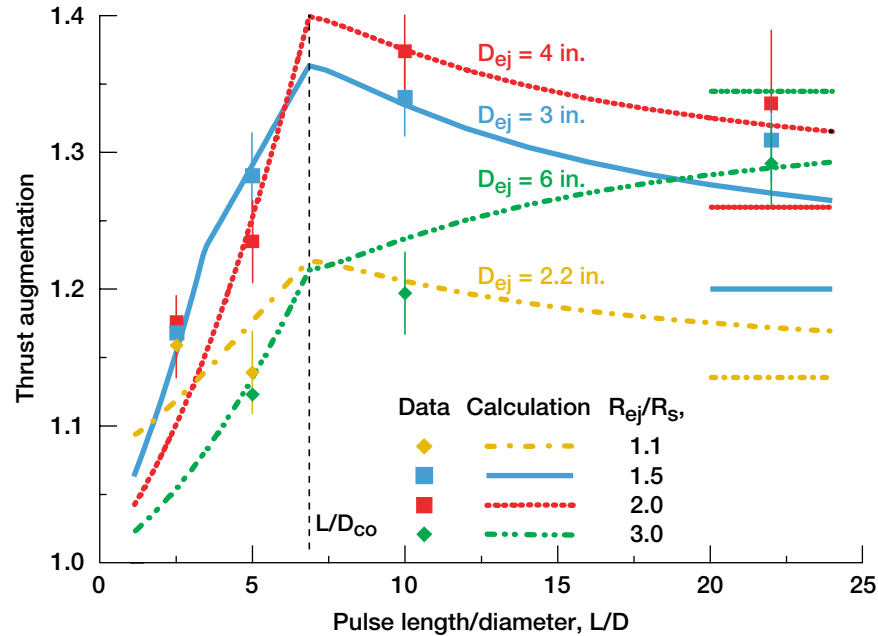 1.4
1.3
1.2
1.1
1.0
Thrust augmentation
D_ej = 4 in.
D_ej = 3 in.
D_ej = 6 in.
D_ej = 2.2 in.
Data Calculation R_ej/R_s,
1.1
1.5
2.0
3.0
L/D_co
0 5 10 15 20 25
Pulse length/diameter, L/D